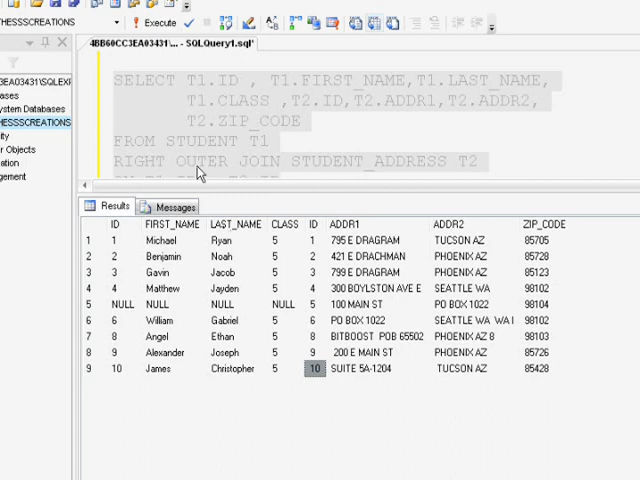 HESSSCREATIONS
Execute
4BB60CC3EA03431\... - SQLQuery1.sql*
3EA03431\SQLEXP
ases
ystem Databases
HESSSCREATIONS
ity
r Objects
ation
gement
SELECT T1.ID , T1.FIRST_NAME,T1.LAST_NAME,
T1.CLASS ,T2.ID,T2.ADDR1,T2.ADDR2,
T2.ZIP_CODE
FROM STUDENT T1
RIGHT OUTER JOIN STUDENT_ADDRESS T2
Results Messages
ID FIRST_NAME LAST_NAME CLASS ID ADDR1 ADDR2 ZIP_CODE
1 1 Michael Ryan 5 1 795 E DRAGRAM TUCSON AZ 85705
2 2 Benjamin Noah 5 2 421 E DRACHMAN PHOENIX AZ 85728
3 3 Gavin Jacob 5 3 799 E DRAGRAM PHOENIX AZ 85123
4 4 Matthew Jayden 5 4 300 BOYLSTON AVE E SEATTLE WA 98102
5 NULL NULL NULL NULL 5 100 MAIN ST PO BOX 1022 98104
6 6 William Gabriel 5 6 PO BOX 1022 SEATTLE WA WA I 98102
7 8 Angel Ethan 5 8 BITBOOST POB 65502 PHOENIX AZ 8 98103
8 9 Alexander Joseph 5 9 200 E MAIN ST PHOENIX AZ 85726
9 10 James Christopher 5 10 SUITE 5A-1204 TUCSON AZ 85428